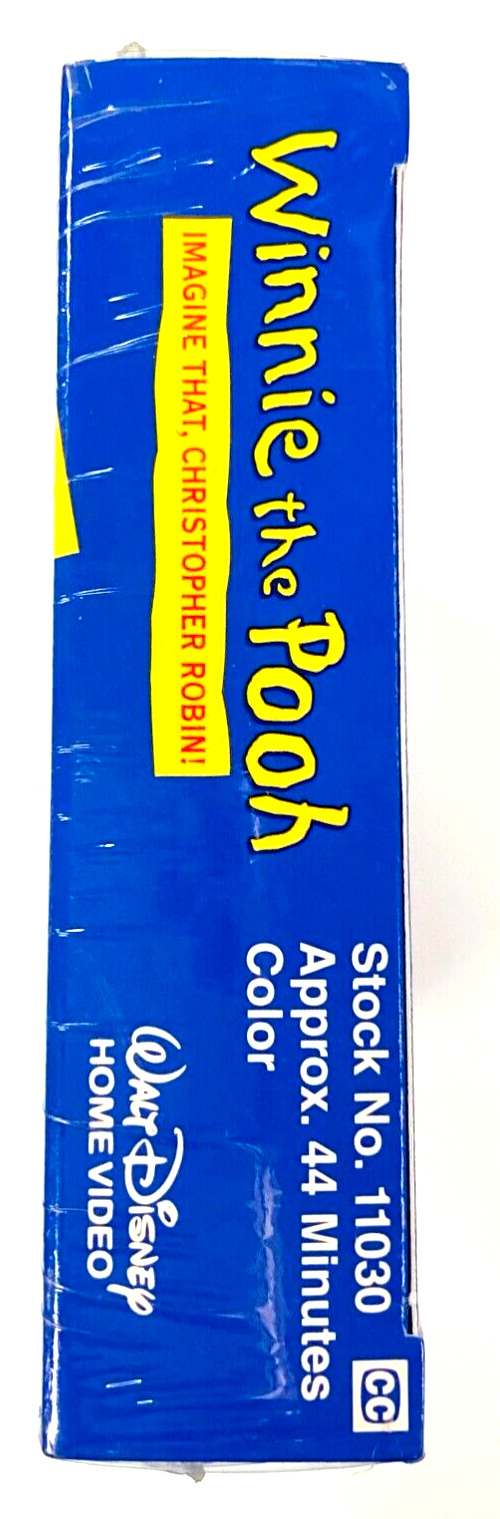 Winnie the Pooh
IMAGINE THAT, CHRISTOPHER ROBIN!
Stock No. 11030
Approx. 44 Minutes
Color
CC
WALT DISNEY
HOME VIDEO